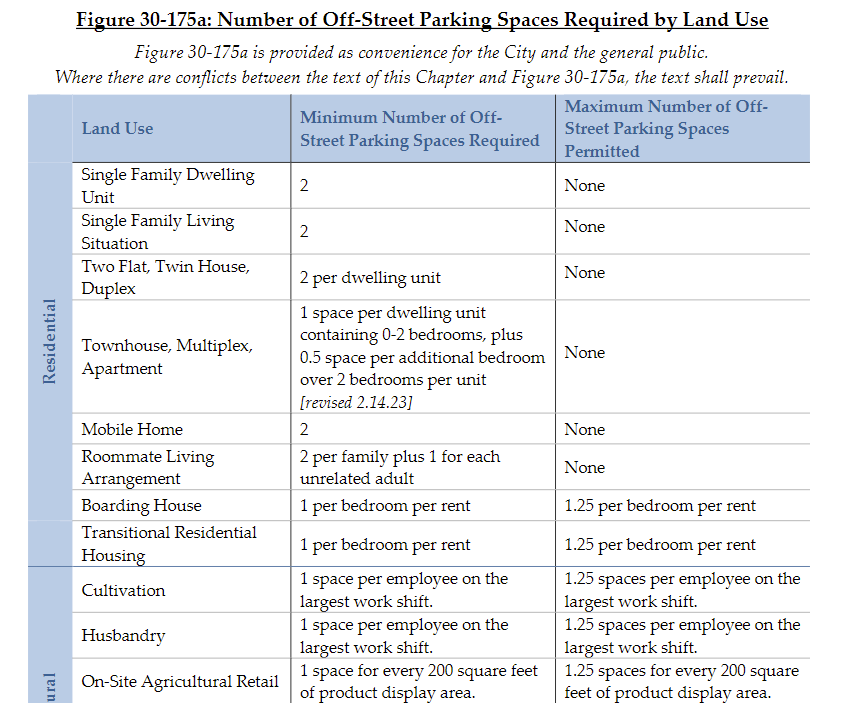 Figure 30-175a: Number of Off-Street Parking Spaces Required by Land Use
Figure 30-175a is provided as convenience for the City and the general public.
Where there are conflicts between the text of this Chapter and Figure 30-175a, the text shall prevail.
Land Use
Minimum Number of Off-
Street Parking Spaces Required
Maximum Number of Off-
Street Parking Spaces
Permitted
Residential
Single Family Dwelling
Unit
2
None
Single Family Living
Situation
2
None
Two Flat, Twin House,
Duplex
2 per dwelling unit
None
Townhouse, Multiplex,
Apartment
1 space per dwelling unit
containing 0-2 bedrooms, plus
0.5 space per additional bedroom
over 2 bedrooms per unit
[revised 2.14.23]
None
Mobile Home
2
None
Roommate Living
Arrangement
2 per family plus 1 for each
unrelated adult
None
Boarding House
1 per bedroom per rent
1.25 per bedroom per rent
Transitional Residential
Housing
1 per bedroom per rent
1.25 per bedroom per rent
ural
Cultivation
1 space per employee on the
largest work shift.
1.25 spaces per employee on the
largest work shift.
Husbandry
1 space per employee on the
largest work shift.
1.25 spaces per employee on the
largest work shift.
On-Site Agricultural Retail
1 space for every 200 square feet
of product display area.
1.25 spaces for every 200 square
feet of product display area.